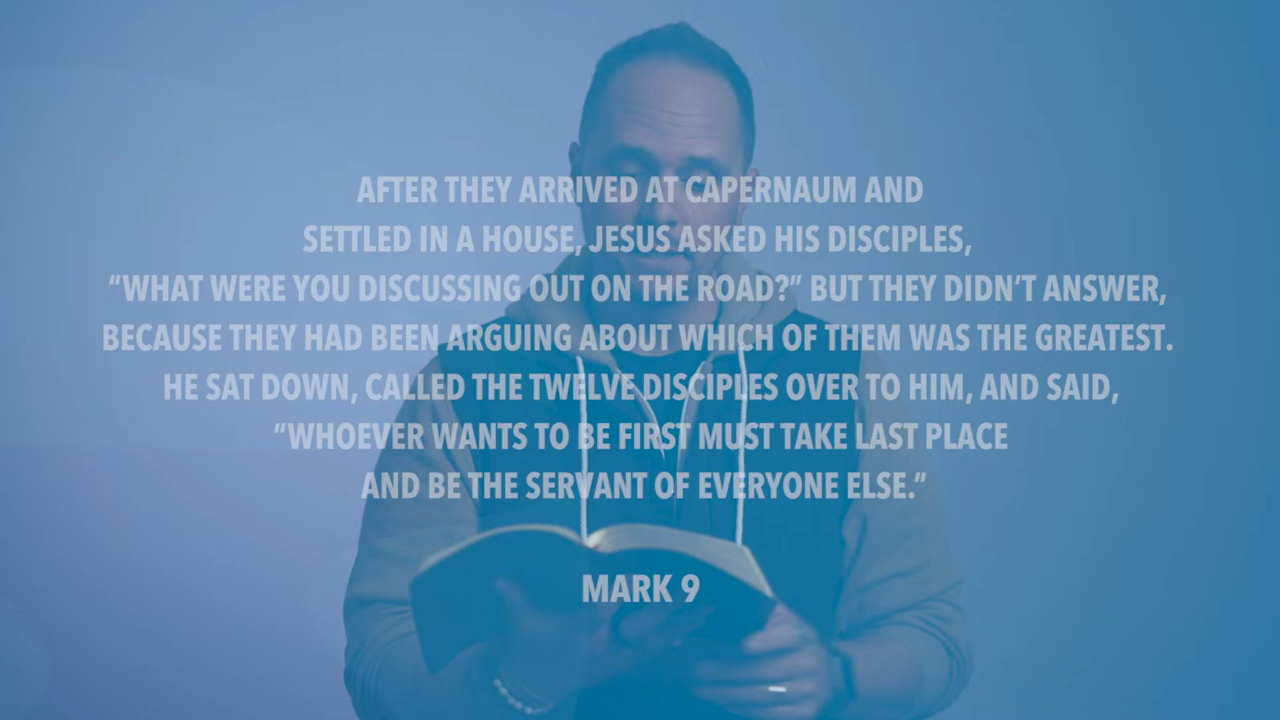 AFTER THEY ARRIVED AT CAPERNAUM AND
SETTLED IN A HOUSE, JESUS ASKED HIS DISCIPLES,
“WHAT WERE YOU DISCUSSING OUT ON THE ROAD?” BUT THEY DIDN’T ANSWER,
BECAUSE THEY HAD BEEN ARGUING ABOUT WHICH OF THEM WAS THE GREATEST.
HE SAT DOWN, CALLED THE TWELVE DISCIPLES OVER TO HIM, AND SAID,
“WHOEVER WANTS TO BE FIRST MUST TAKE LAST PLACE
AND BE THE SERVANT OF EVERYONE ELSE.”
MARK 9